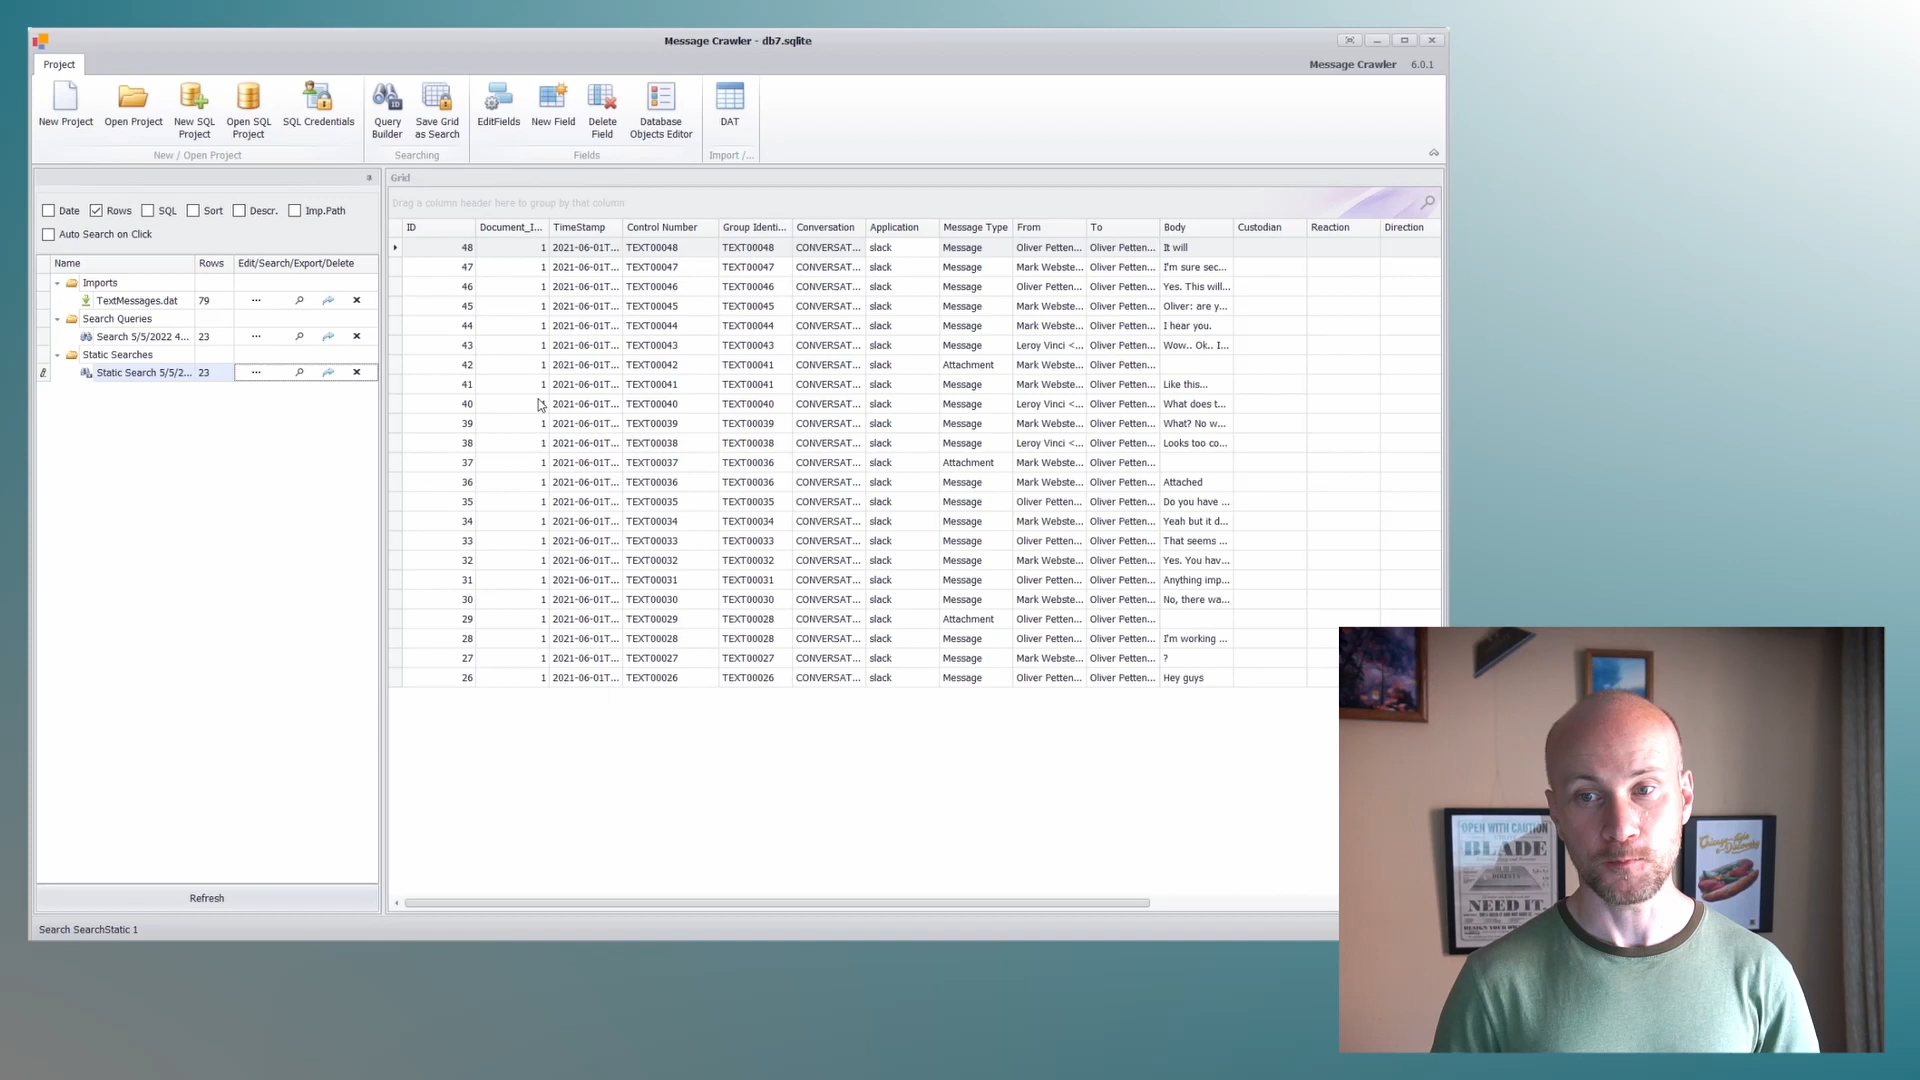 Message Crawler - db7.sqlite
Project
Message Crawler 6.0.1
New Project
Open Project
New SQL Project
Open SQL Project
SQL Credentials
Query Builder
Save Grid as Search
EditFields
New Field
Delete Field
Database Objects Editor
DAT
New / Open Project
Searching
Fields
Import /...
Grid
Date Rows SQL Sort Descr. Imp.Path
Auto Search on Click
Drag a column header here to group by that column
Name Rows Edit/Search/Export/Delete
Imports
TextMessages.dat 79 ...
Search Queries
Search 5/5/2022 4... 23 ...
Static Searches
Static Search 5/5/2... 23 ...
Refresh
Search SearchStatic 1
ID Document_I... TimeStamp Control Number Group Identi... Conversation Application Message Type From To Body Custodian Reaction Direction
48 1 2021-06-01T... TEXT00048 TEXT00048 CONVERSAT... slack Message Oliver Petten... Oliver Petten... It will
47 1 2021-06-01T... TEXT00047 TEXT00047 CONVERSAT... slack Message Mark Webste... Oliver Petten... I'm sure sec...
46 1 2021-06-01T... TEXT00046 TEXT00046 CONVERSAT... slack Message Oliver Petten... Oliver Petten... Yes. This will...
45 1 2021-06-01T... TEXT00045 TEXT00045 CONVERSAT... slack Message Mark Webste... Oliver Petten... Oliver: are y...
44 1 2021-06-01T... TEXT00044 TEXT00044 CONVERSAT... slack Message Mark Webste... Oliver Petten... I hear you.
43 1 2021-06-01T... TEXT00043 TEXT00043 CONVERSAT... slack Message Leroy Vinci <... Oliver Petten... Wow.. Ok.. I...
42 1 2021-06-01T... TEXT00042 TEXT00041 CONVERSAT... slack Attachment Mark Webste... Oliver Petten...
41 1 2021-06-01T... TEXT00041 TEXT00041 CONVERSAT... slack Message Mark Webste... Oliver Petten... Like this...
40 2021-06-01T... TEXT00040 TEXT00040 CONVERSAT... slack Message Leroy Vinci <... Oliver Petten... What does t...
39 1 2021-06-01T... TEXT00039 TEXT00039 CONVERSAT... slack Message Mark Webste... Oliver Petten... What? No w...
38 1 2021-06-01T... TEXT00038 TEXT00038 CONVERSAT... slack Message Leroy Vinci <... Oliver Petten... Looks too co...
37 1 2021-06-01T... TEXT00037 TEXT00036 CONVERSAT... slack Attachment Mark Webste... Oliver Petten...
36 1 2021-06-01T... TEXT00036 TEXT00036 CONVERSAT... slack Message Mark Webste... Oliver Petten... Attached
35 1 2021-06-01T... TEXT00035 TEXT00035 CONVERSAT... slack Message Oliver Petten... Oliver Petten... Do you have ...
34 1 2021-06-01T... TEXT00034 TEXT00034 CONVERSAT... slack Message Mark Webste... Oliver Petten... Yeah but it d...
33 1 2021-06-01T... TEXT00033 TEXT00033 CONVERSAT... slack Message Oliver Petten... Oliver Petten... That seems ...
32 1 2021-06-01T... TEXT00032 TEXT00032 CONVERSAT... slack Message Mark Webste... Oliver Petten... Yes. You hav...
31 1 2021-06-01T... TEXT00031 TEXT00031 CONVERSAT... slack Message Oliver Petten... Oliver Petten... Anything imp...
30 1 2021-06-01T... TEXT00030 TEXT00030 CONVERSAT... slack Message Mark Webste... Oliver Petten... No, there wa...
29 1 2021-06-01T... TEXT00029 TEXT00028 CONVERSAT... slack Attachment Oliver Petten... Oliver Petten...
28 1 2021-06-01T... TEXT00028 TEXT00028 CONVERSAT... slack Message Oliver Petten... Oliver Petten... I'm working ...
27 1 2021-06-01T... TEXT00027 TEXT00027 CONVERSAT... slack Message Mark Webste... Oliver Petten... ?
26 1 2021-06-01T... TEXT00026 TEXT00026 CONVERSAT... slack Message Oliver Petten... Oliver Petten... Hey guys
OPEN WITH CAUTION
BLADE
NEED IT.